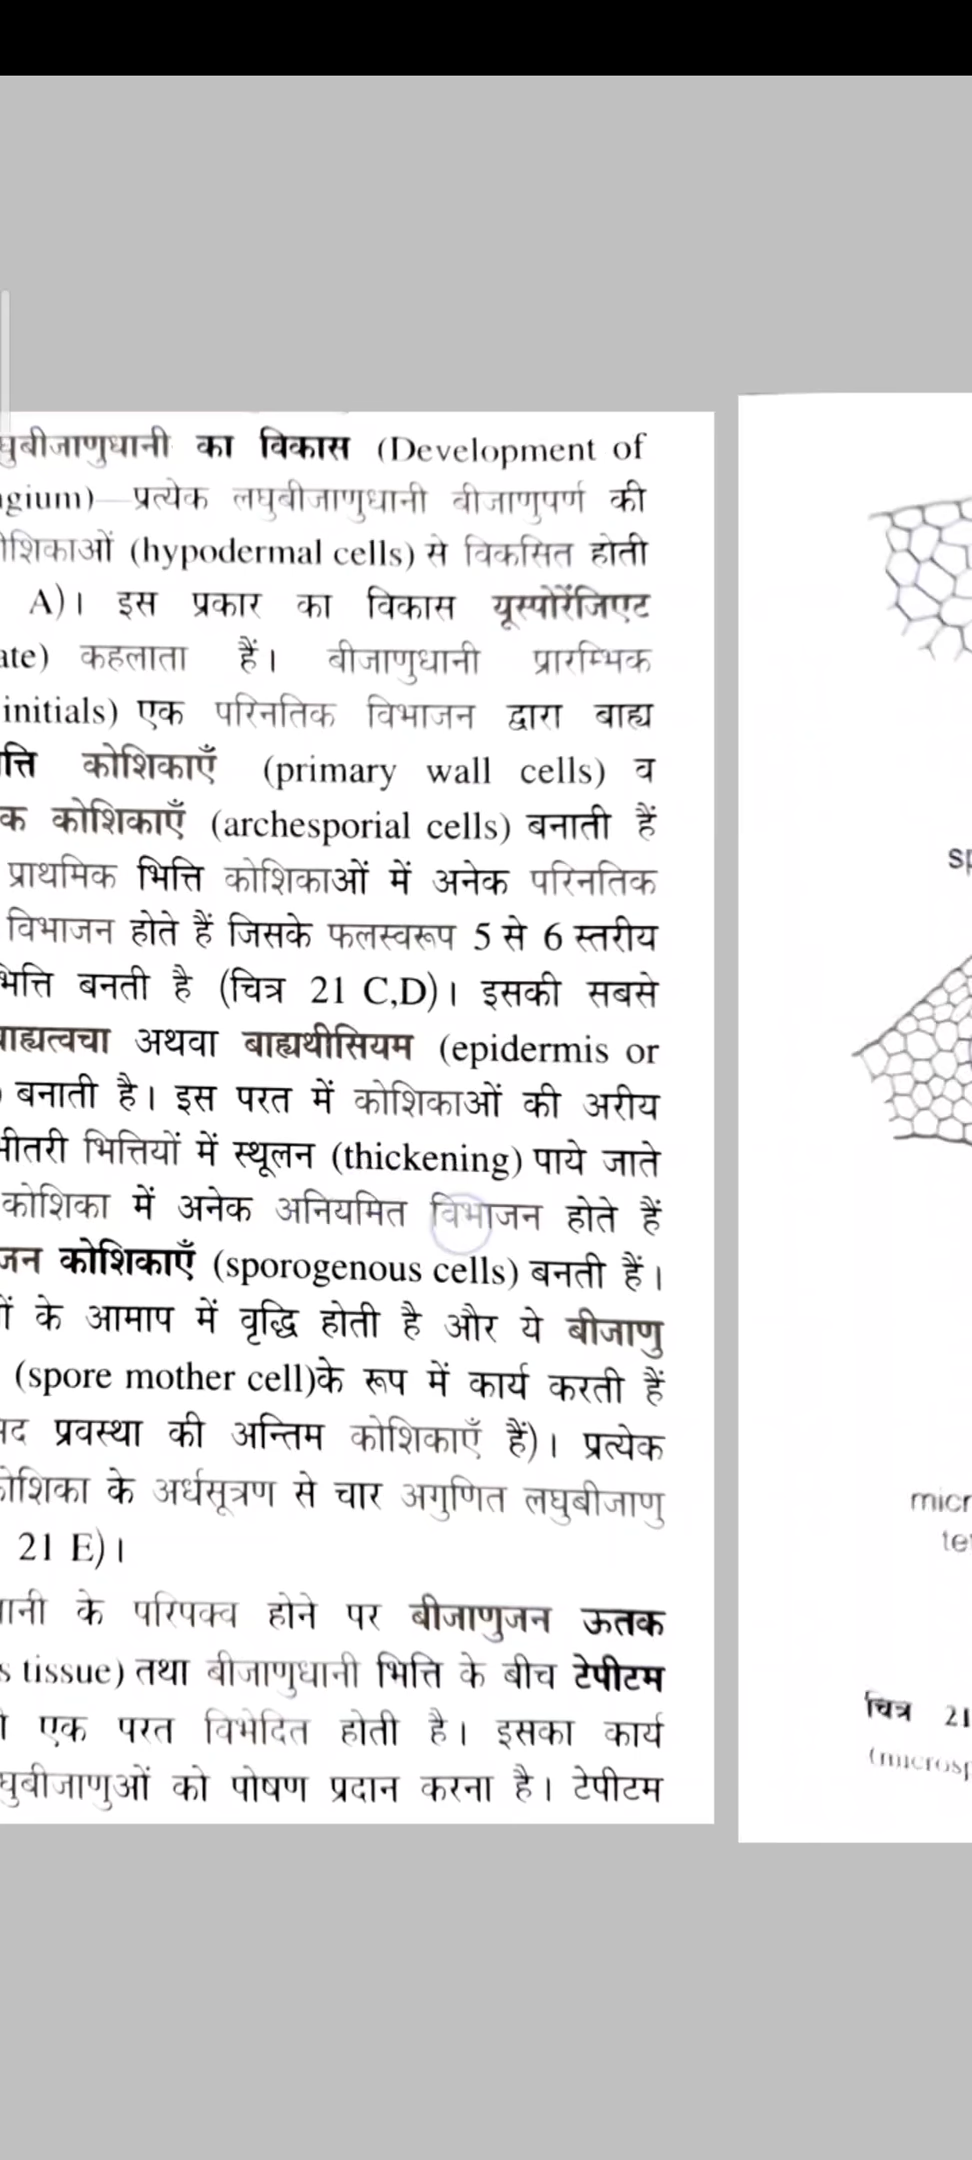 घुबीजाणुधानी का विकास (Development of
gium)—प्रत्येक लघुबीजाणुधानी बीजाणुपर्ण की
ोशिकाओं (hypodermal cells) से विकसित होती
A)। इस प्रकार का विकास यूस्पोरेंजिएट
ate) कहलाता हैं। बीजाणुधानी प्रारम्भिक
initials) एक परिनतिक विभाजन द्वारा बाह्य
त्ति कोशिकाएँ (primary wall cells) व
क कोशिकाएँ (archesporial cells) बनाती हैं
प्राथमिक भित्ति कोशिकाओं में अनेक परिनतिक
विभाजन होते हैं जिसके फलस्वरूप 5 से 6 स्तरीय
भित्ति बनती है (चित्र 21 C,D)। इसकी सबसे
बाह्यत्वचा अथवा बाह्यथीसियम (epidermis or
बनाती है। इस परत में कोशिकाओं की अरीय
भीतरी भित्तियों में स्थूलन (thickening) पाये जाते
कोशिका में अनेक अनियमित विभाजन होते हैं
जन कोशिकाएँ (sporogenous cells) बनती हैं।
ों के आमाप में वृद्धि होती है और ये बीजाणु
(spore mother cell)के रूप में कार्य करती हैं
द प्रवस्था की अन्तिम कोशिकाएँ हैं)। प्रत्येक
ोशिका के अर्धसूत्रण से चार अगुणित लघुबीजाणु
21 E)।
ानी के परिपक्व होने पर बीजाणुजन ऊतक
s tissue) तथा बीजाणुधानी भित्ति के बीच टेपीटम
एक परत विभेदित होती है। इसका कार्य
घुबीजाणुओं को पोषण प्रदान करना है। टेपीटम
sp
micr
te
चित्र 21
(microsp